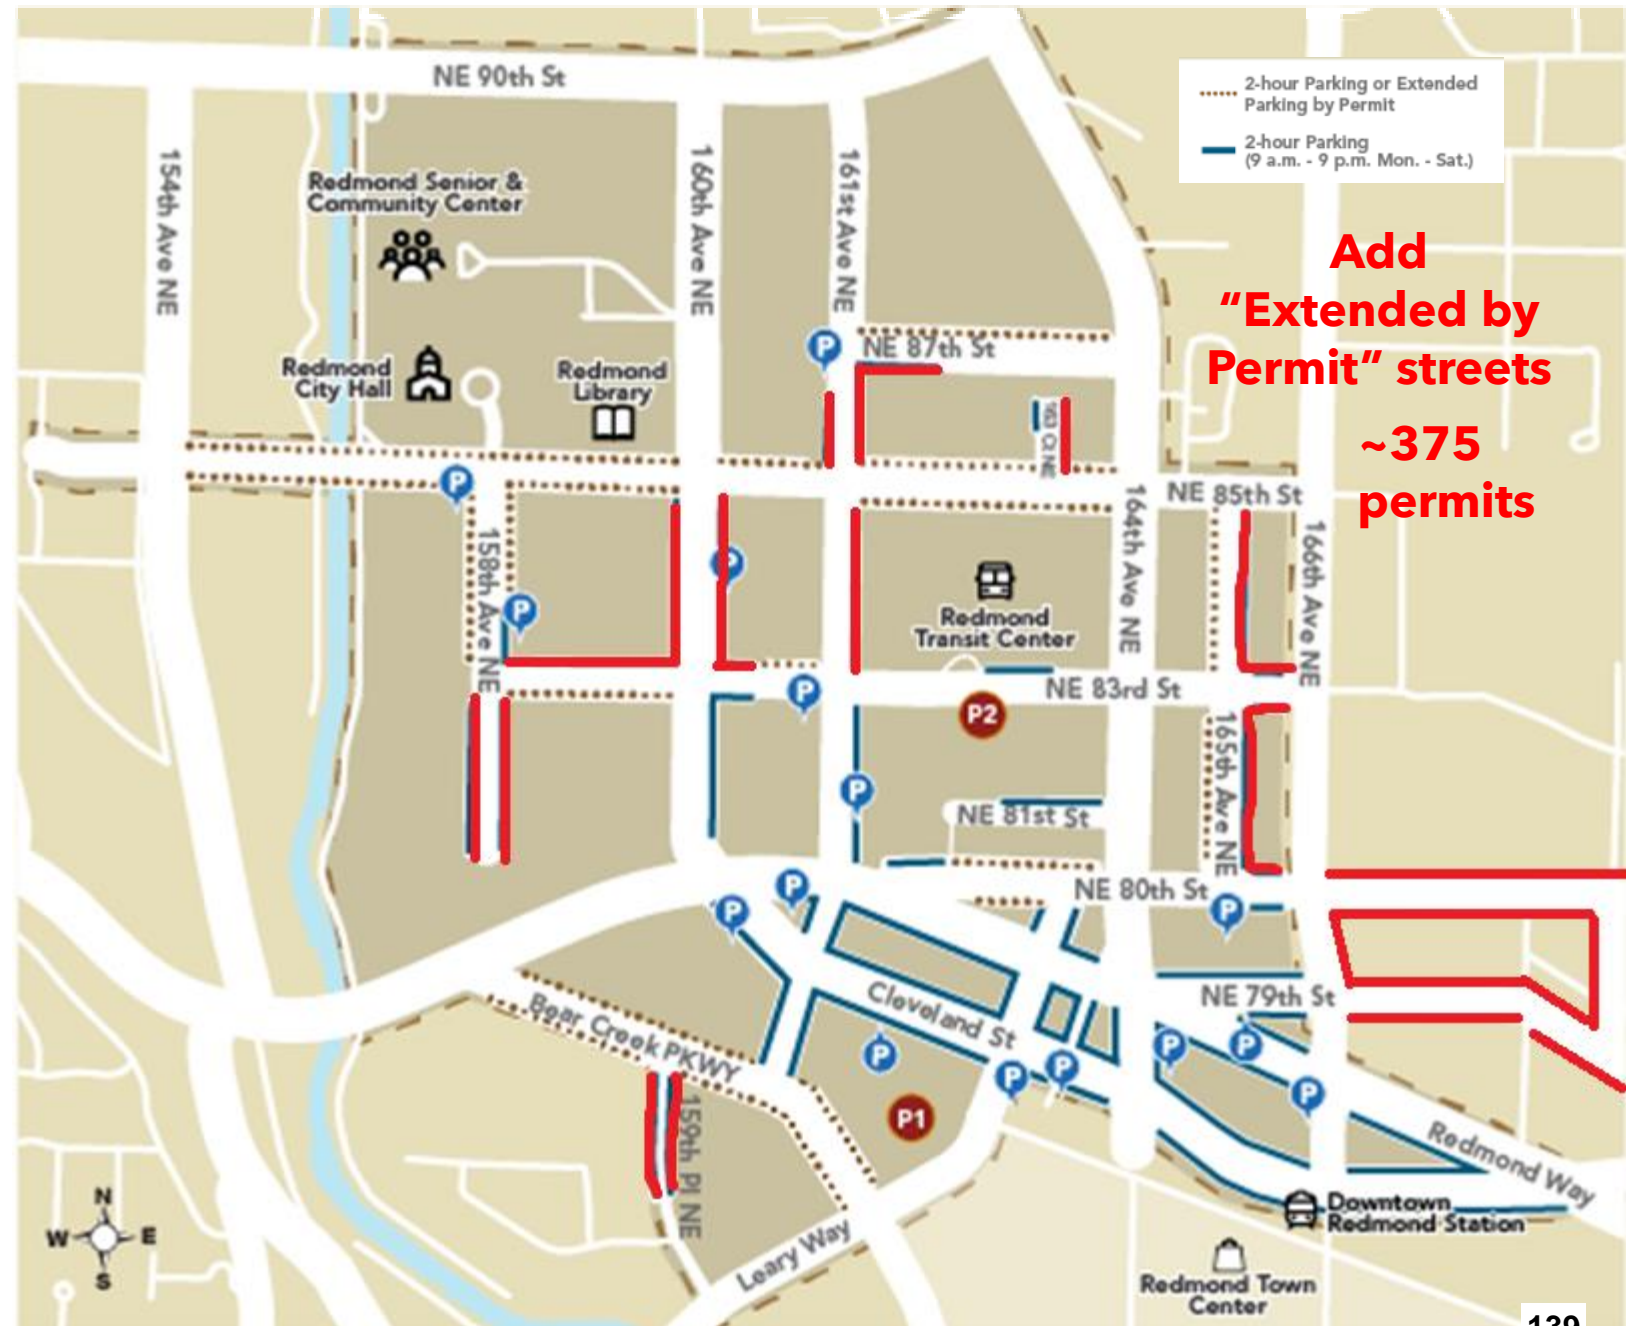 NE 90th St
2-hour Parking or Extended
Parking by Permit
2-hour Parking
(9 a.m. - 9 p.m. Mon. - Sat.)
154th Ave NE
160th Ave NE
161st Ave NE
Redmond Senior &
Community Center
Add
“Extended by
Permit” streets
~375
permits
P
NE 87th St
Redmond
City Hall
Redmond
Library
163 Ct NE
P
NE 85th St
158th Ave NE
164th Ave NE
166th Ave NE
P
P
Redmond
Transit Center
NE 83rd St
P
P2
165th Ave NE
P
NE 81st St
NE 80th St
P
P
P
NE 79th St
Cleveland St
Bear Creek PKWY
P
P
P
P
P
P
P1
159th Pl NE
Redmond Way
N
W
E
S
Leary Way
Downtown
Redmond Station
Redmond Town
Center
139